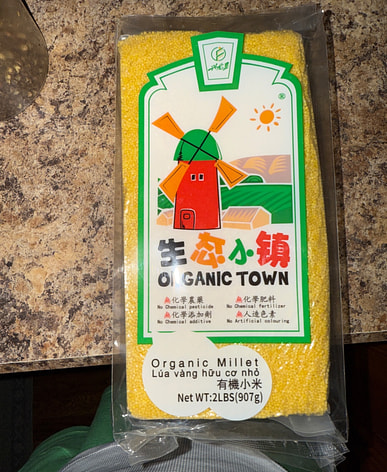 ®
生态小镇
ORGANIC TOWN
無化學農藥 無化學肥料
No Chemical pesticide No Chemical Fertilizer
無化學添加劑 無人造色素
No Chemical additive No Artificial colouring
Organic Millet
Lúa vàng hữu cơ nhỏ
有機小米
Net WT:2LBS(907g)